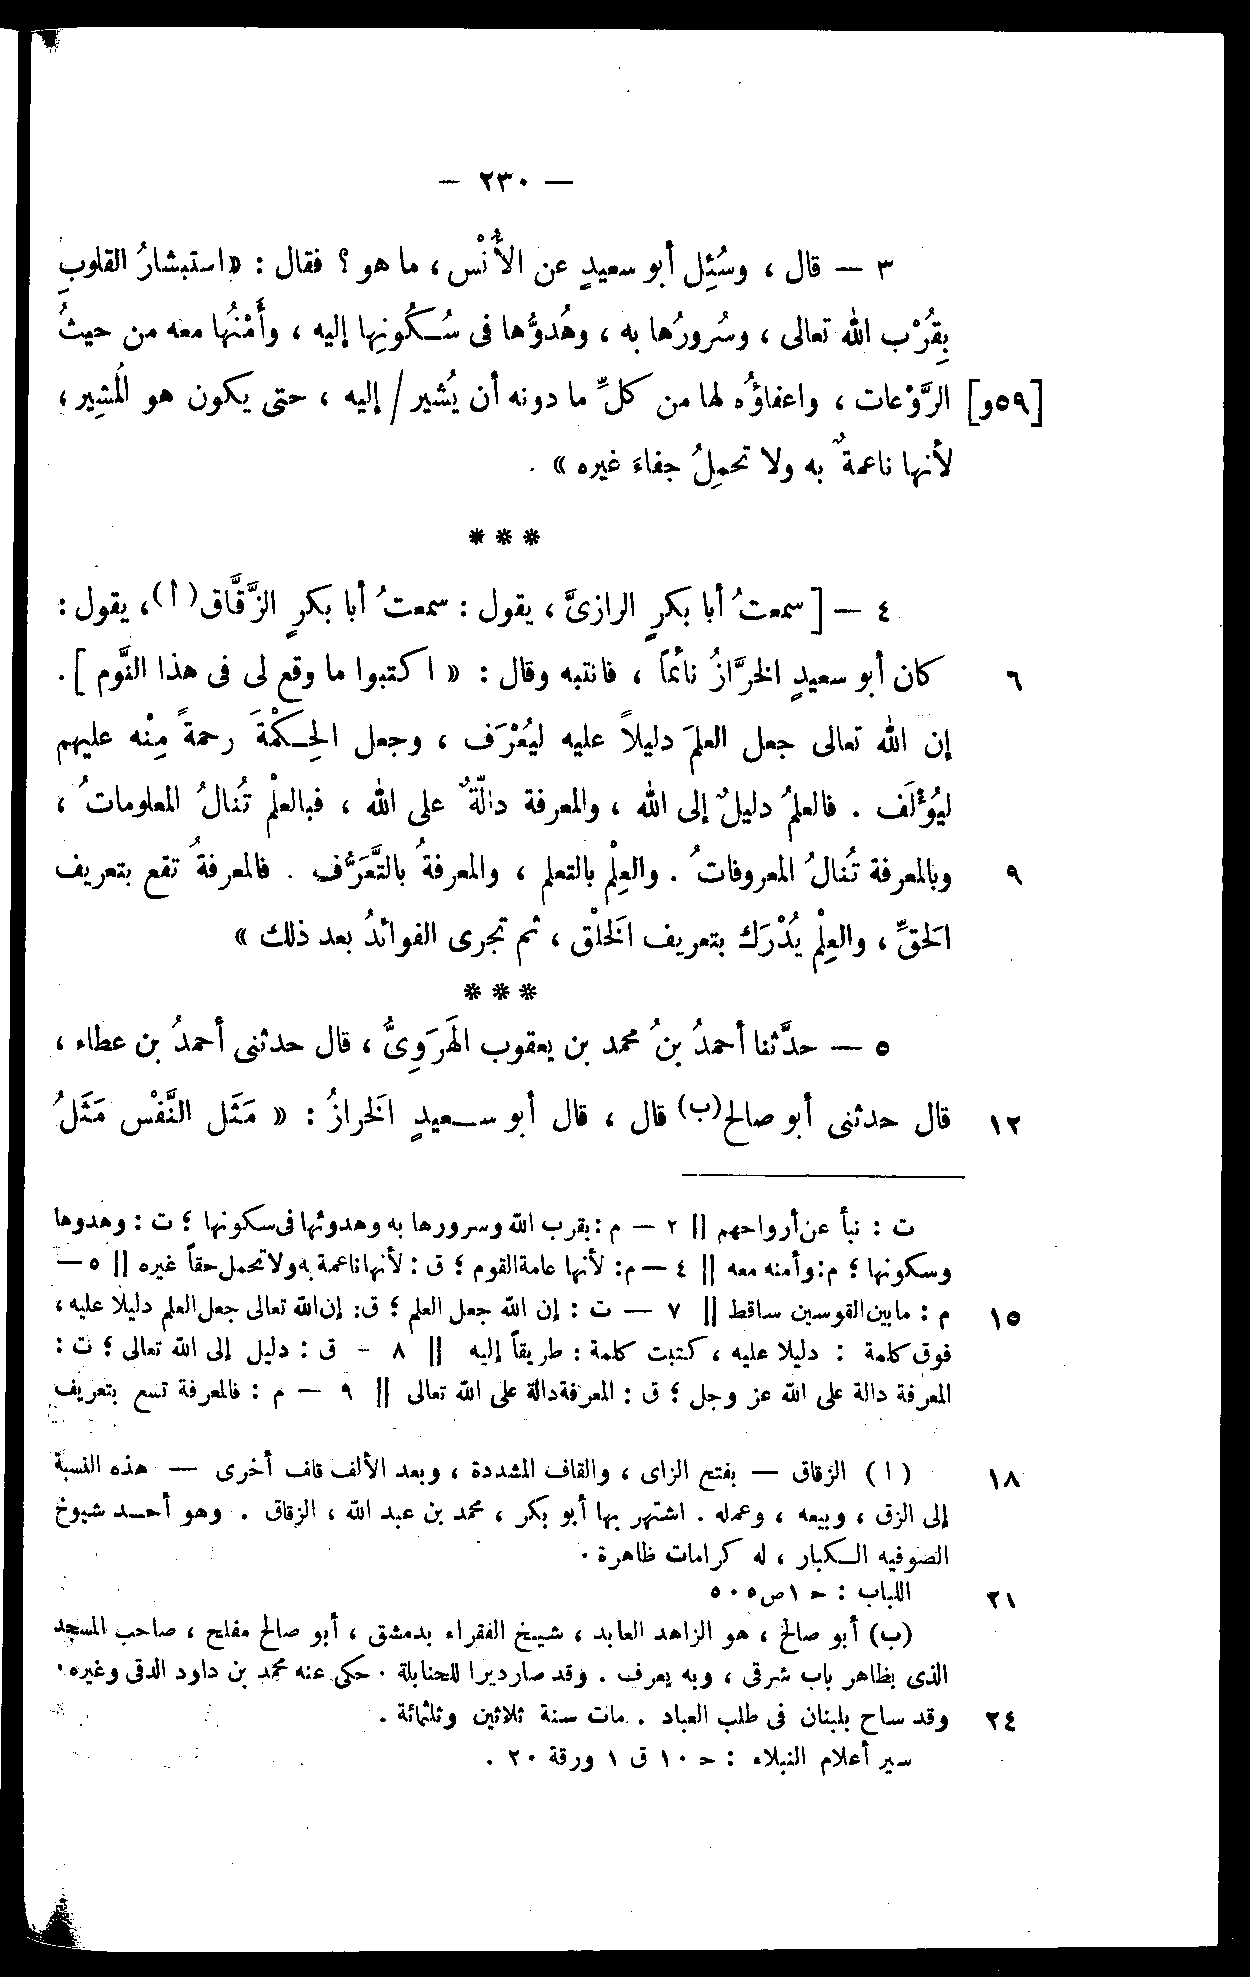 — ٢٣٠ —
٣ — قال ، وسُئِل أبو سعيدٍ عن الأُنْس ، ما هو ؟ فقال : « استبشارُ القلوبِ
بِقُرْب الله تعالى ، وسُرورُها به ، وهُدوُّها فى سُكُونِها إليه ، وأَمْنُها معه من حيثُ
[٥٩و] الرَّوْعات ، واعفاؤُه لها من كلِّ ما دونه أن يُشير / إليه ، حتى يكون هو المُشِير ؛
لأنها ناعمةٌ به ولا تحمِلُ جفاءَ غيره » .
* * *
٤ — [ سمعتُ أبا بكرٍ الرازىَّ ، يقول : سمعتُ أبا بكرٍ الزَّقَّاق (أ) ، يقول :
٦ كان أبو سعيدٍ الخرَّازُ نائماً ، فانتبه وقال : « اكتبوا ما وقع لى فى هذا النَّوم ] .
إن الله تعالى جعل العلمَ دليلاً عليه ليُعْرَف ، وجعل الحِكْمْةَ رحمةً مِنْه عليهم
ليُؤْلَف . فالعلمُ دليلٌ إلى الله ، والمعرفة دالّةٌ على الله ، فبالعلْم تُنالُ المعلوماتُ ،
٩ وبالمعرفة تُنالُ المعروفاتُ . والعِلْم بالتعلم ، والمعرفةُ بالتَّعَرُّف . فالمعرفةُ تقع بتعريف
الحَقِّ ، والعِلْم يُدْرَك بتعريف الخَلْق ، ثم تجرى الفوائدُ بعد ذلك »
* * *
٥ — حدَّثنا أحمدُ بنُ محمد بن يعقوب الهَرَوِىُّ ، قال حدثنى أحمدُ بن عطاء ،
١٢ قال حدثنى أبو صالح (ب) قال ، قال أبو سعيدٍ الخَرازُ : « مَثَل النَّفْس مَثَلُ
ت : نبأ عن أرواحهم || ٢ — م : بقرب الله وسرورها به وهدوئها فى سكونها ؛ ت : وهدوها
وسكونها ؛ م : وأمنه معه || ٤ — م : لأنها عامة القوم ؛ ق : لأنها ناعمة به ولا تحمل حقاً غيره || ٥ —
١٥ م : مابين القوسين ساقط || ٧ — ت : إن الله جعل العلم ؛ ق : إن الله تعالى جعل العلم دليلا عليه ،
فوق كلمة : دليلا عليه ، كتبت كلمة : طريقاً إليه || ٨ - ق : دليل إلى الله تعالى ؛ ت :
المعرفة دالة على الله عز وجل ؛ ق : المعرفة دالة على الله تعالى || ٩ — م : فالمعرفة تسع بتعريف
١٨ ( ا ) الزقاق — بفتح الزاى ، والقاف المشددة ، وبعد الألف قاف أخرى — هذه النسبة
إلى الزق ، وبيعه ، وعمله . اشتهر بها أبو بكر ، محمد بن عبد الله ، الزقاق . وهو أحد شيوخ
الصوفيه الكبار ، له كرامات ظاهرة .
٢١ اللباب : حـ ١ ص ٥٠٥
(ب) أبو صالح ، هو الزاهد العابد ، شيخ الفقراء بدمشق ، أبو صالح مفلح ، صاحب المسجد
الذى بظاهر باب شرقى ، وبه يعرف . وقد صار ديرا للحنابلة . حكى عنه محمد بن داود الدقى وغيره .
٢٤ وقد ساح بلبنان فى طلب العباد . مات سنة ثلاثين وثلثمائة .
سير أعلام النبلاء : حـ ١٠ ق ١ ورقة ٢٠ .